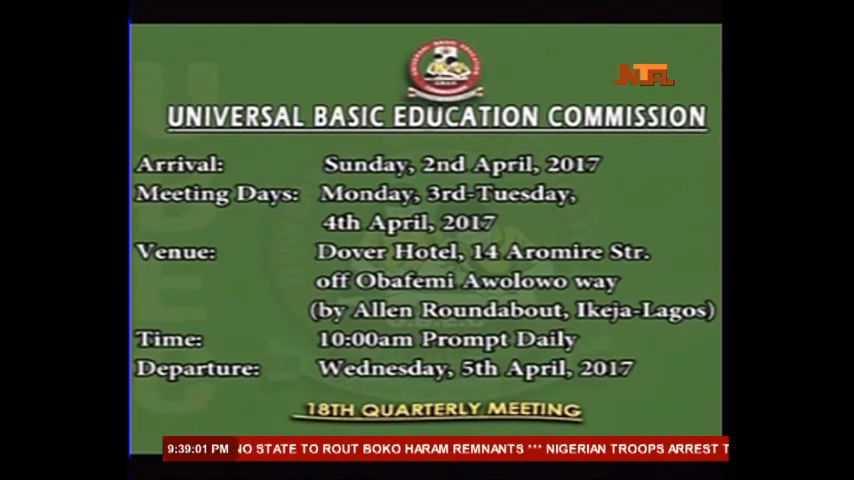 NTA
UNIVERSAL BASIC EDUCATION COMMISSION
Arrival: Sunday, 2nd April, 2017
Meeting Days: Monday, 3rd-Tuesday,
4th April, 2017
Venue: Dover Hotel, 14 Aromire Str.
off Obafemi Awolowo way
(by Allen Roundabout, Ikeja-Lagos)
Time: 10:00am Prompt Daily
Departure: Wednesday, 5th April, 2017
18TH QUARTERLY MEETING
9:39:01 PM NO STATE TO ROUT BOKO HARAM REMNANTS *** NIGERIAN TROOPS ARREST T